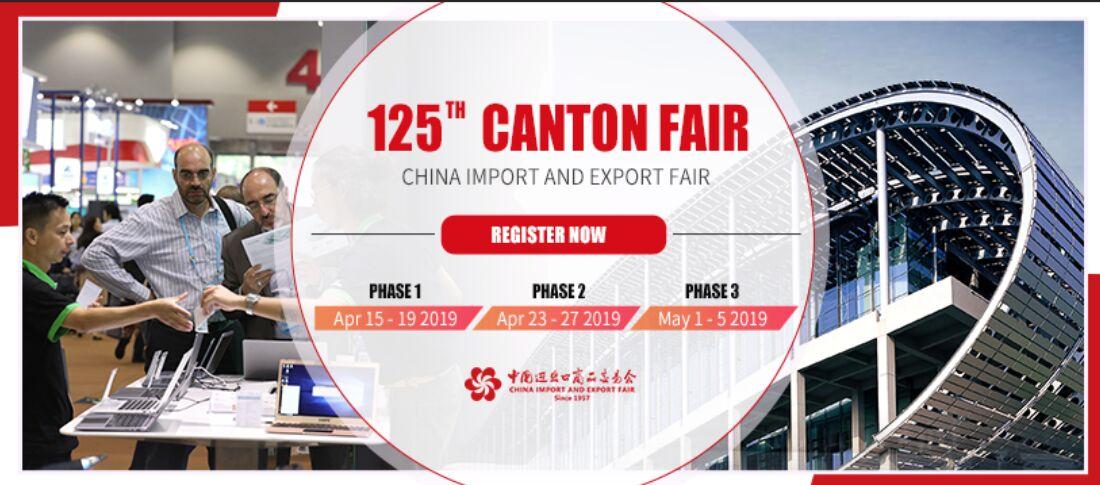 4
125TH CANTON FAIR
CHINA IMPORT AND EXPORT FAIR
REGISTER NOW
PHASE 1 PHASE 2 PHASE 3
Apr 15 - 19 2019 Apr 23 - 27 2019 May 1 - 5 2019
中国进出口商品交易会
CHINA IMPORT AND EXPORT FAIR
Since 1957